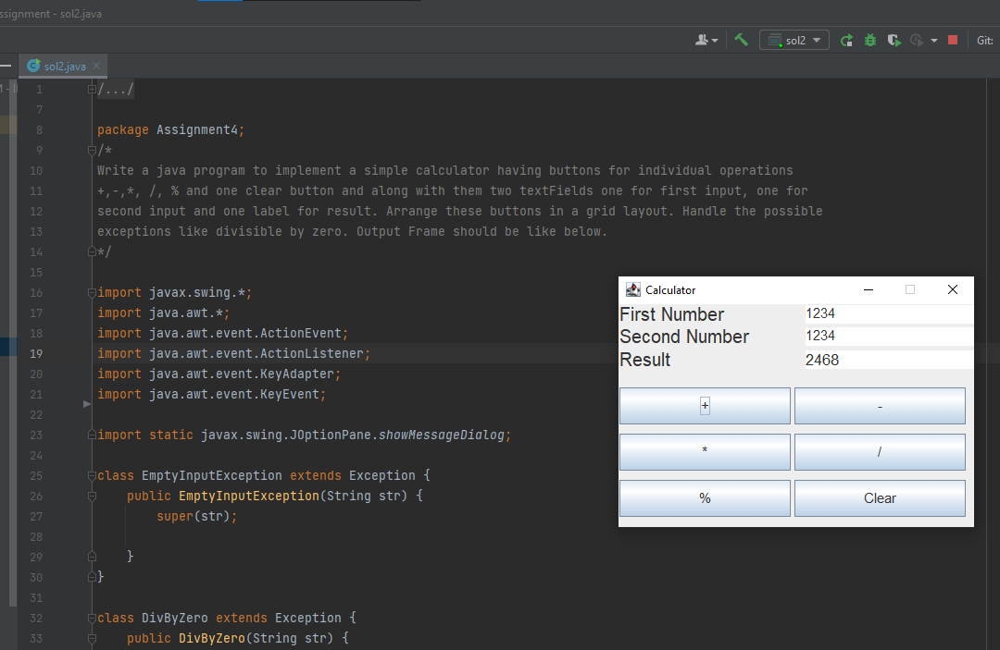 ssignment - sol2.java
sol2
Git:
sol2.java
1 /.../
7
8 package Assignment4;
9 /*
10 Write a java program to implement a simple calculator having buttons for individual operations
11 +,-,*, /, % and one clear button and along with them two textFields one for first input, one for
12 second input and one label for result. Arrange these buttons in a grid layout. Handle the possible
13 exceptions like divisible by zero. Output Frame should be like below.
14 */
15
16 import javax.swing.*;
17 import java.awt.*;
18 import java.awt.event.ActionEvent;
19 import java.awt.event.ActionListener;
20 import java.awt.event.KeyAdapter;
21 import java.awt.event.KeyEvent;
22
23 import static javax.swing.JOptionPane.showMessageDialog;
24
25 class EmptyInputException extends Exception {
26 public EmptyInputException(String str) {
27 super(str);
28
29 }
30 }
31
32 class DivByZero extends Exception {
33 public DivByZero(String str) {
Calculator
First Number 1234
Second Number 1234
Result 2468
+ -
* /
% Clear